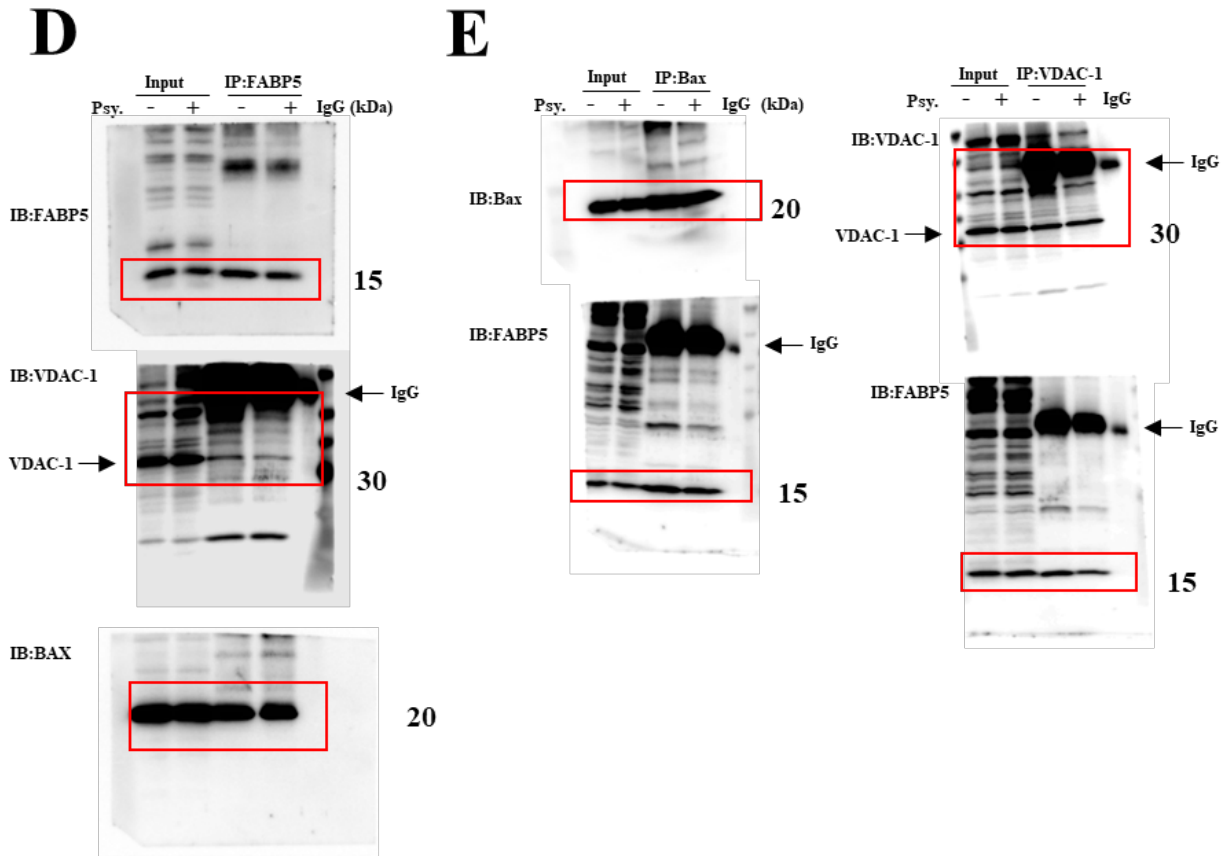 D
Input IP:FABP5
Psy. - + - + IgG (kDa)
IB:FABP5
15
IB:VDAC-1
IgG
VDAC-1
30
IB:BAX
20
E
Input IP:Bax
Psy. - + - + IgG (kDa)
IB:Bax
20
IB:FABP5
IgG
15
Input IP:VDAC-1
Psy. - + - + IgG
IB:VDAC-1
IgG
VDAC-1
30
IB:FABP5
IgG
15